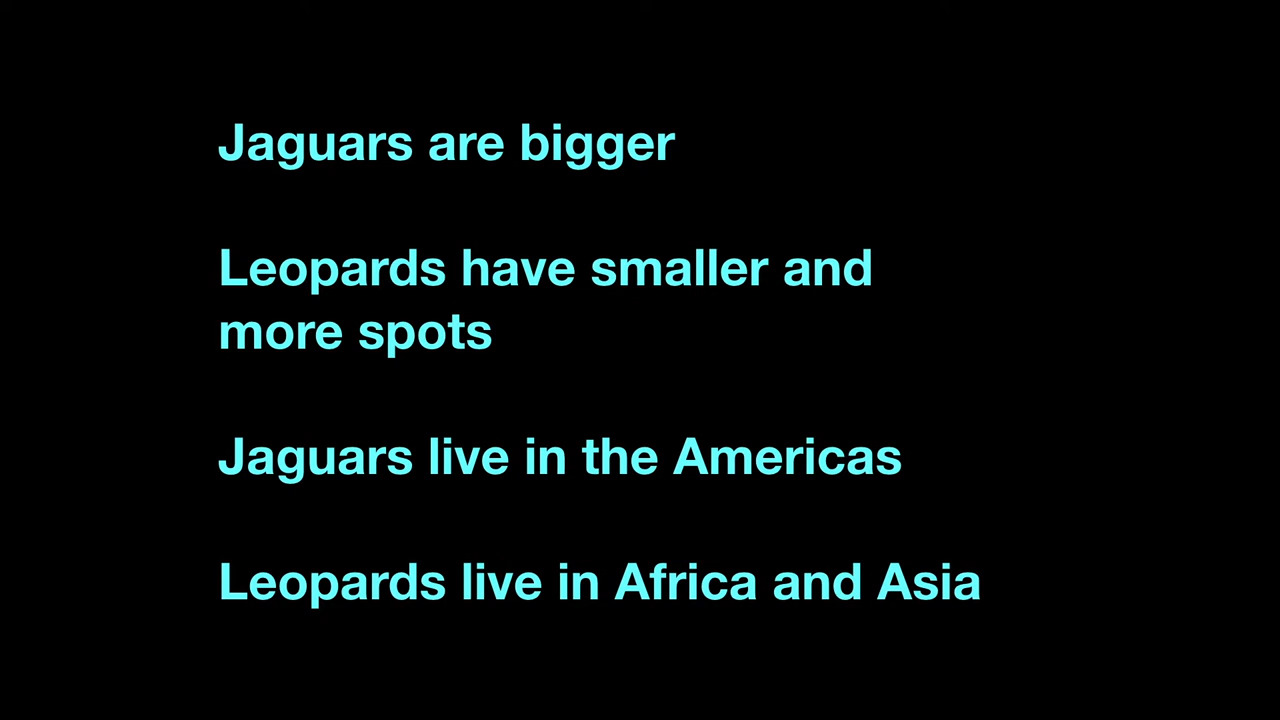 Jaguars are bigger
Leopards have smaller and
more spots
Jaguars live in the Americas
Leopards live in Africa and Asia